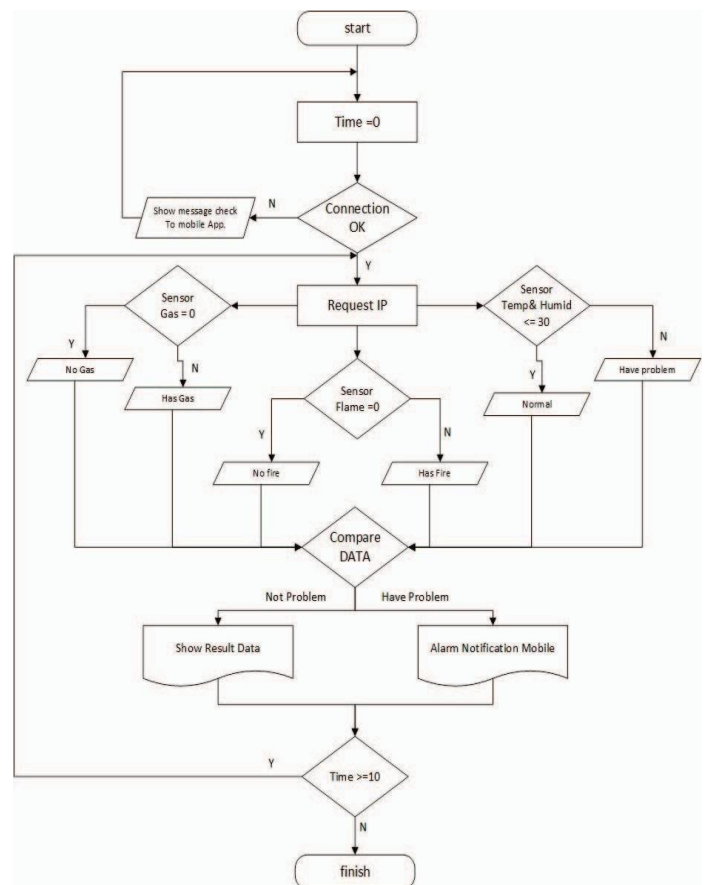 start
Time =0
Connection
OK
N
Show message check
To mobile App.
Y
Request IP
Sensor
Gas = 0
Sensor
Temp& Humid
<= 30
Y
N
No Gas
Has Gas
Sensor
Flame =0
Y
N
Normal
Have problem
Y
N
No fire
Has Fire
Compare
DATA
Not Problem
Have Problem
Show Result Data
Alarm Notification Mobile
Y
Time >=10
N
finish